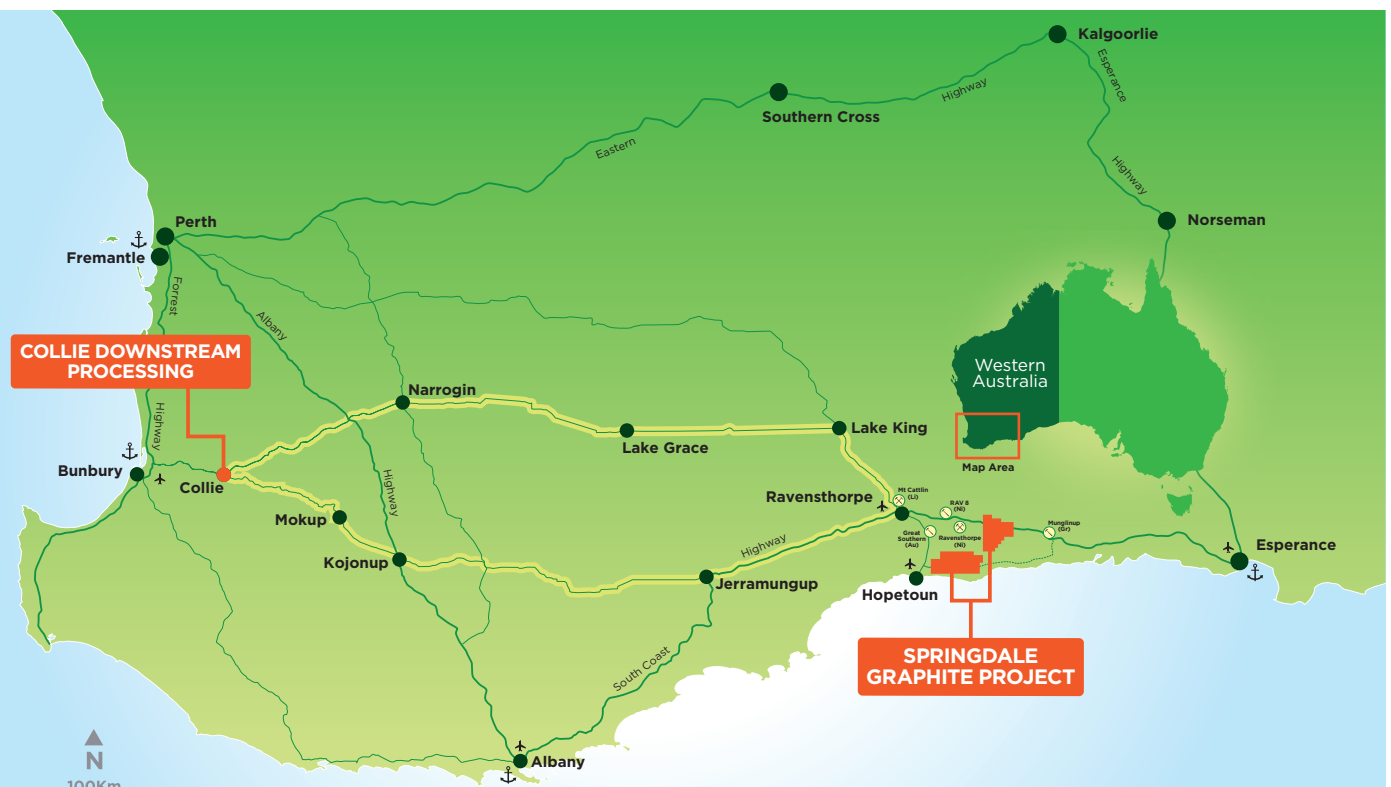 Kalgoorlie
Esperance
Highway
Southern Cross
Highway
Eastern
Highway
Norseman
Perth
Fremantle
Forrest
Albany
COLLIE DOWNSTREAM
PROCESSING
Western
Australia
Map Area
Narrogin
Highway
Lake Grace
Lake King
Bunbury
Collie
Highway
Mokup
Kojonup
Ravensthorpe
Mt Cattlin
(Li)
RAV 8
(Ni)
Great
Southern
(Au)
Ravensthorpe
(Ni)
Munglinup
(Gr)
Highway
Esperance
Jerramungup
Hopetoun
SPRINGDALE
GRAPHITE PROJECT
South Coast
Albany
N
100Km